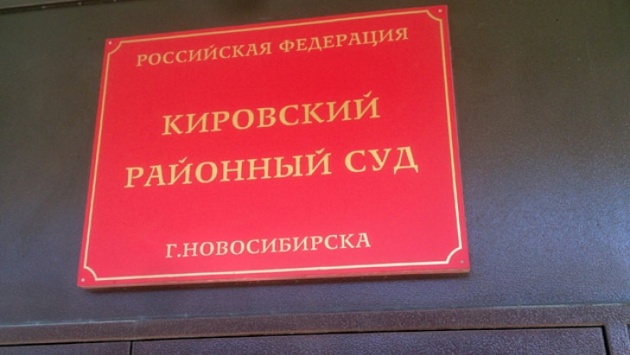 РОССИЙСКАЯ ФЕДЕРАЦИЯ
КИРОВСКИЙ
РАЙОННЫЙ СУД
Г.НОВОСИБИРСКА